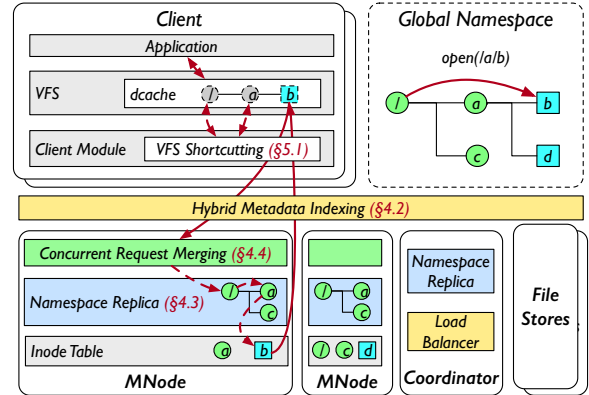 Client
Application
VFS
dcache
/
a
b
Client Module
VFS Shortcutting (§5.1)
Global Namespace
open(/a/b)
/
a
b
c
d
Hybrid Metadata Indexing (§4.2)
Concurrent Request Merging (§4.4)
Namespace Replica (§4.3)
/
a
c
Inode Table
a
b
MNode
/
a
c
/
c
d
MNode
Namespace
Replica
Load
Balancer
Coordinator
File
Stores